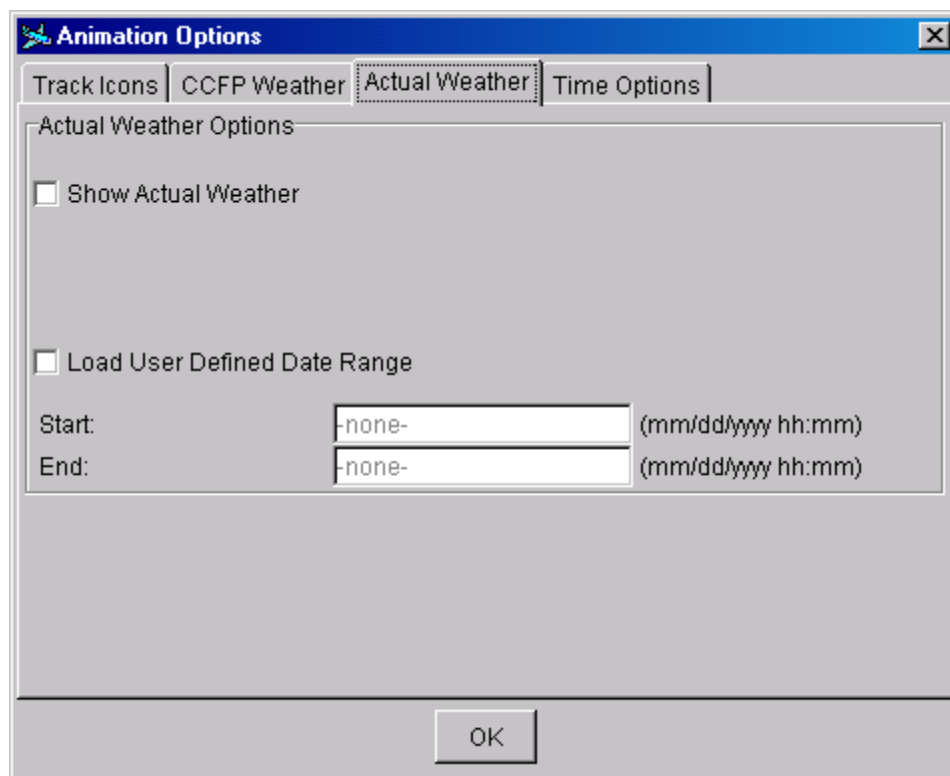 Animation Options
Track Icons CCFP Weather Actual Weather Time Options
Actual Weather Options
Show Actual Weather
Load User Defined Date Range
Start: -none- (mm/dd/yyyy hh:mm)
End: -none- (mm/dd/yyyy hh:mm)
OK